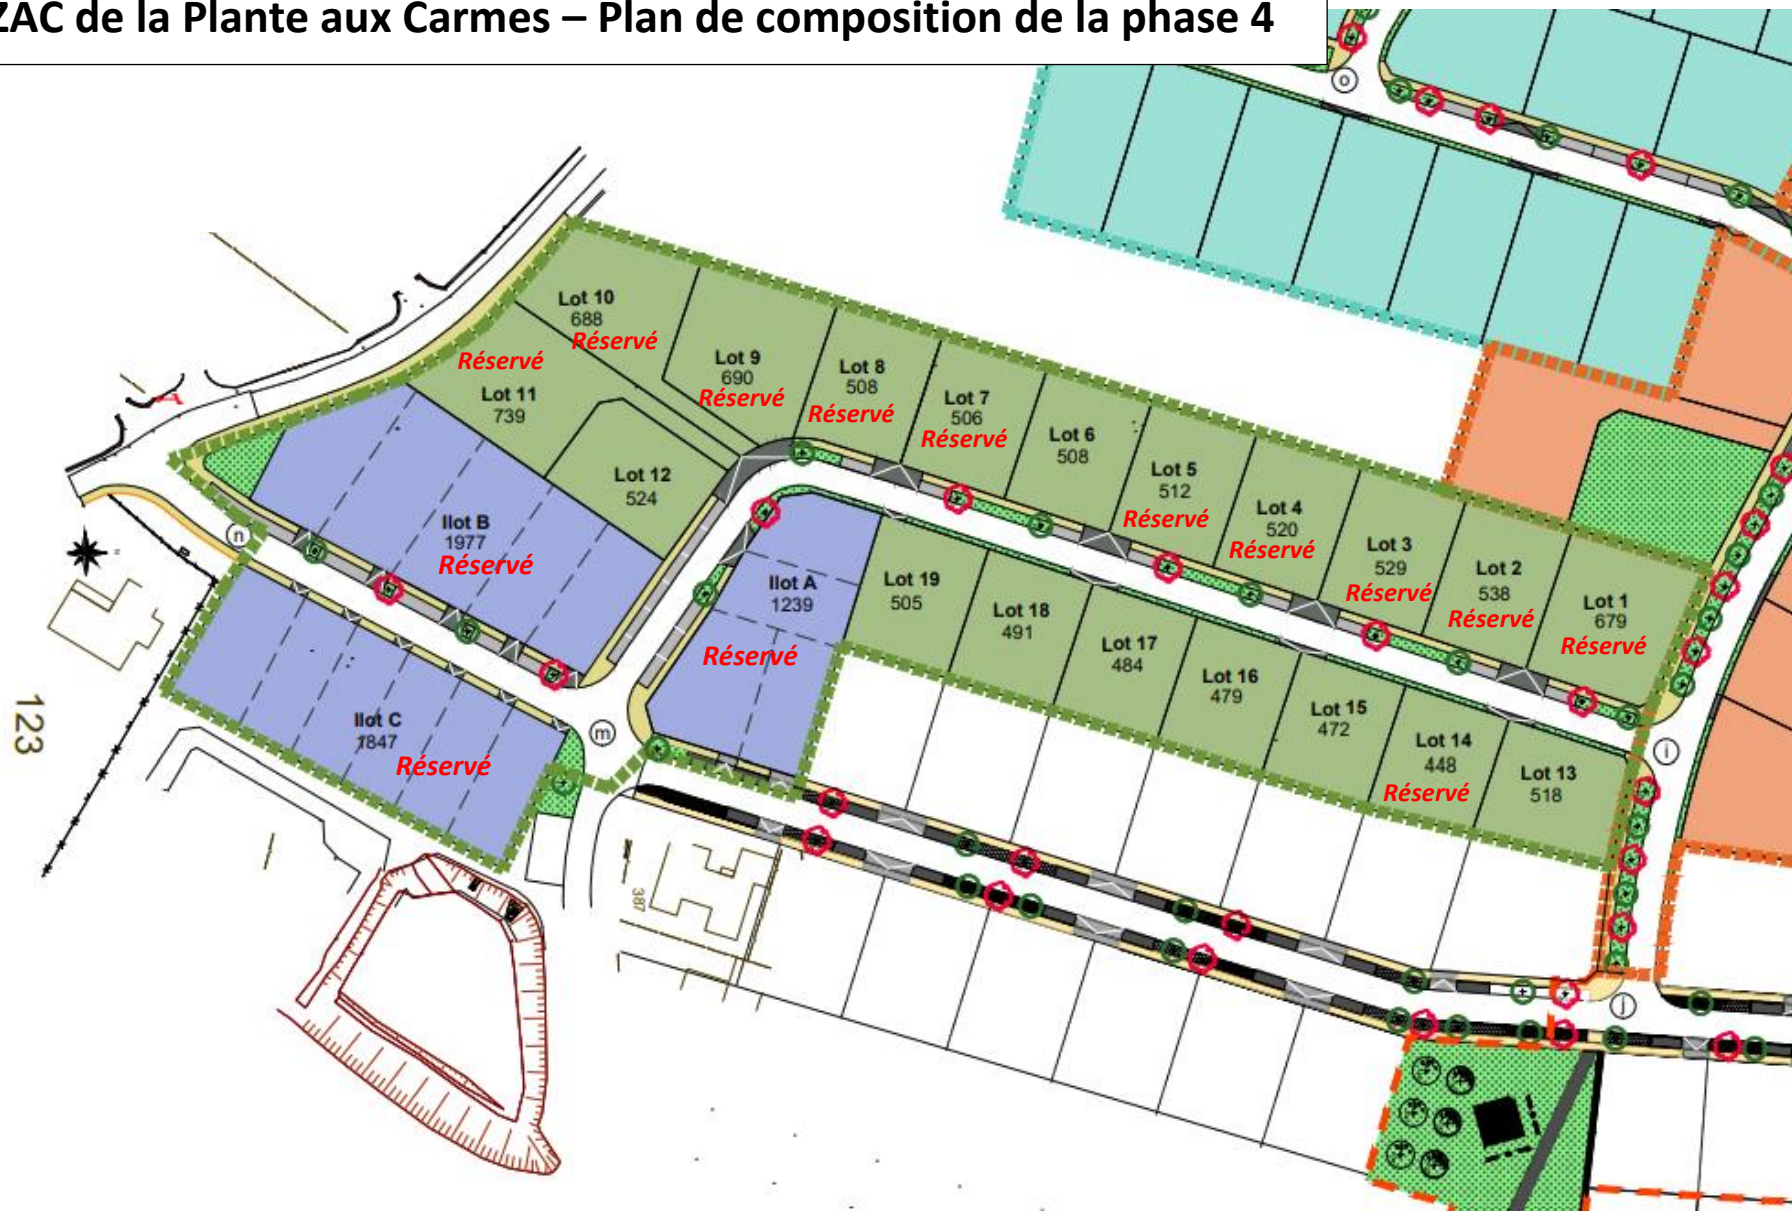 ZAC de la Plante aux Carmes – Plan de composition de la phase 4
o
Lot 10
688
Réservé
Réservé
Lot 11
739
Lot 9
690
Réservé
Lot 8
508
Réservé
Lot 7
506
Réservé
Lot 6
508
Lot 5
512
Réservé
Lot 4
520
Réservé
Lot 3
529
Réservé
Lot 2
538
Réservé
Lot 1
679
Réservé
Lot 12
524
Ilot B
1977
Réservé
n
Ilot A
1239
Réservé
Lot 19
505
Lot 18
491
Lot 17
484
Lot 16
479
Lot 15
472
Lot 14
448
Réservé
Lot 13
518
i
Ilot C
1847
Réservé
m
123
387
j